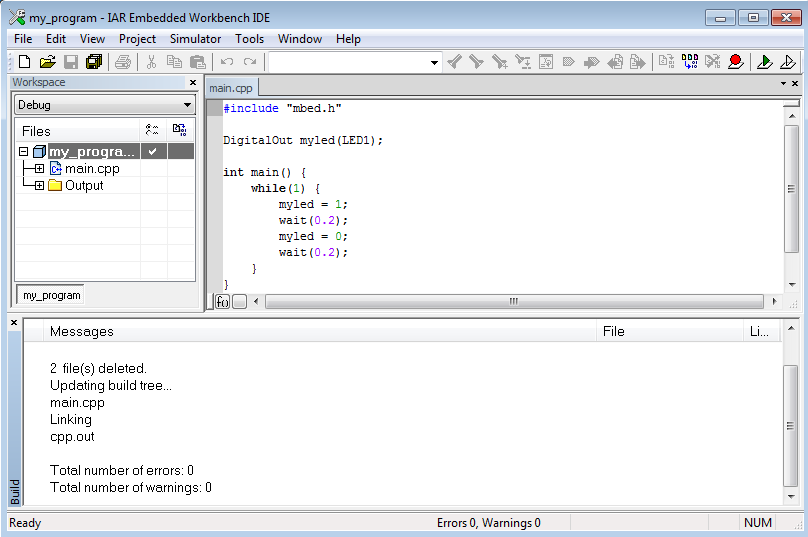 my_program - IAR Embedded Workbench IDE
File Edit View Project Simulator Tools Window Help
Workspace
Debug
Files
my_progra...
main.cpp
Output
my_program
main.cpp
#include "mbed.h"
DigitalOut myled(LED1);
int main() {
while(1) {
myled = 1;
wait(0.2);
myled = 0;
wait(0.2);
}
}
f()
Messages File Li...
2 file(s) deleted.
Updating build tree...
main.cpp
Linking
cpp.out
Total number of errors: 0
Total number of warnings: 0
Build
Ready Errors 0, Warnings 0 NUM